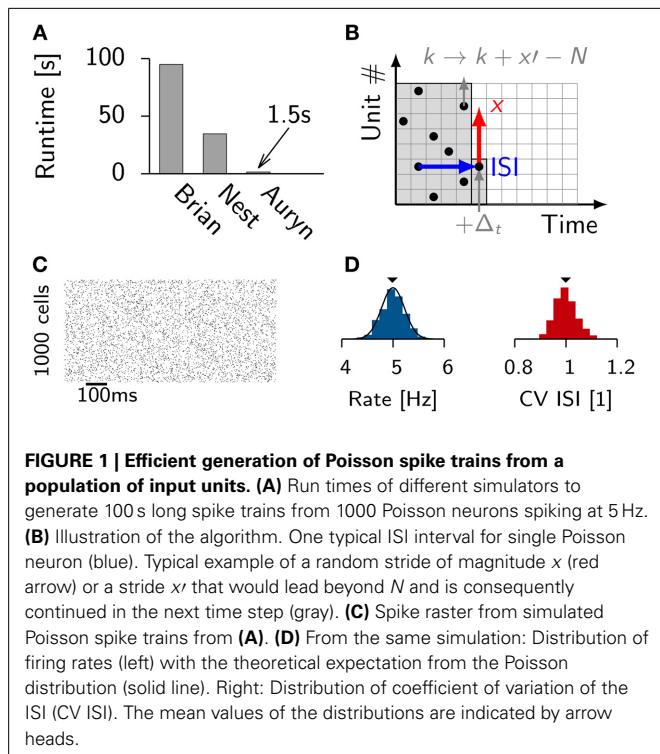 A
Runtime [s]
100
50
0
1.5s
Brian
Nest
Auryn
B
k → k + x′ − N
Unit #
x
ISI
+Δt
Time
C
1000 cells
100ms
D
4 5 6
Rate [Hz]
0.8 1 1.2
CV ISI [1]
FIGURE 1 | Efficient generation of Poisson spike trains from a
population of input units. (A) Run times of different simulators to
generate 100 s long spike trains from 1000 Poisson neurons spiking at 5 Hz.
(B) Illustration of the algorithm. One typical ISI interval for single Poisson
neuron (blue). Typical example of a random stride of magnitude x (red
arrow) or a stride x′ that would lead beyond N and is consequently
continued in the next time step (gray). (C) Spike raster from simulated
Poisson spike trains from (A). (D) From the same simulation: Distribution of
firing rates (left) with the theoretical expectation from the Poisson
distribution (solid line). Right: Distribution of coefficient of variation of the
ISI (CV ISI). The mean values of the distributions are indicated by arrow
heads.